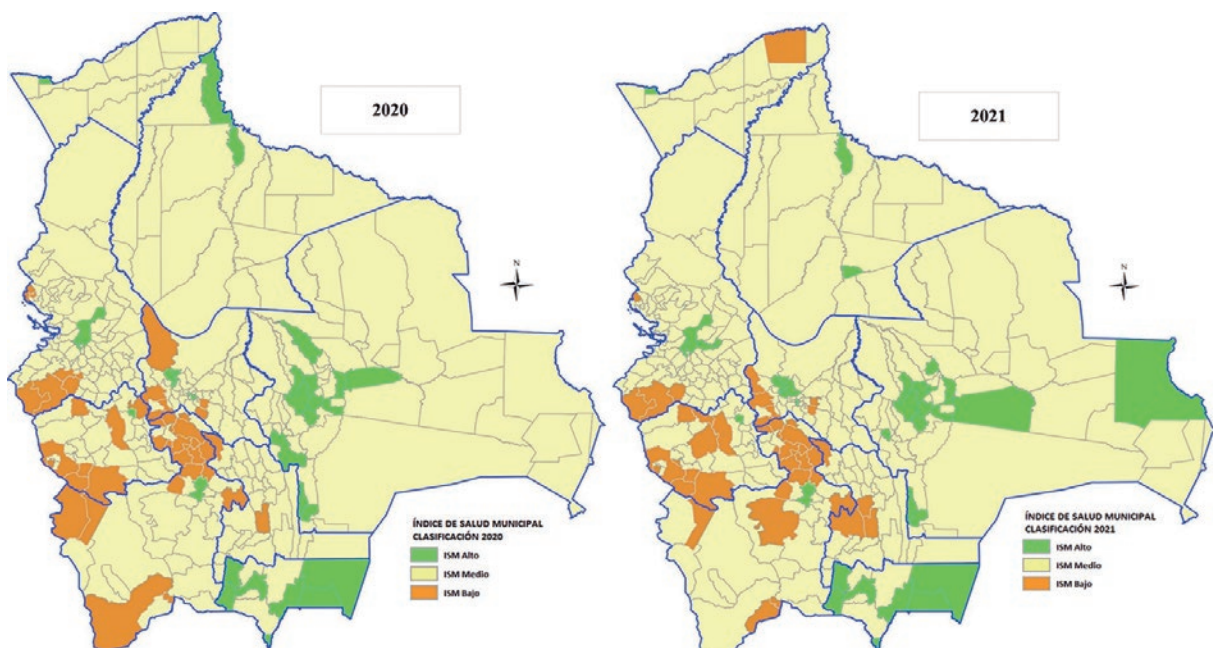 2020
N
ÍNDICE DE SALUD MUNICIPAL
CLASIFICACIÓN 2020
ISM Alto
ISM Medio
ISM Bajo
2021
N
ÍNDICE DE SALUD MUNICIPAL
CLASIFICACIÓN 2021
ISM Alto
ISM Medio
ISM Bajo